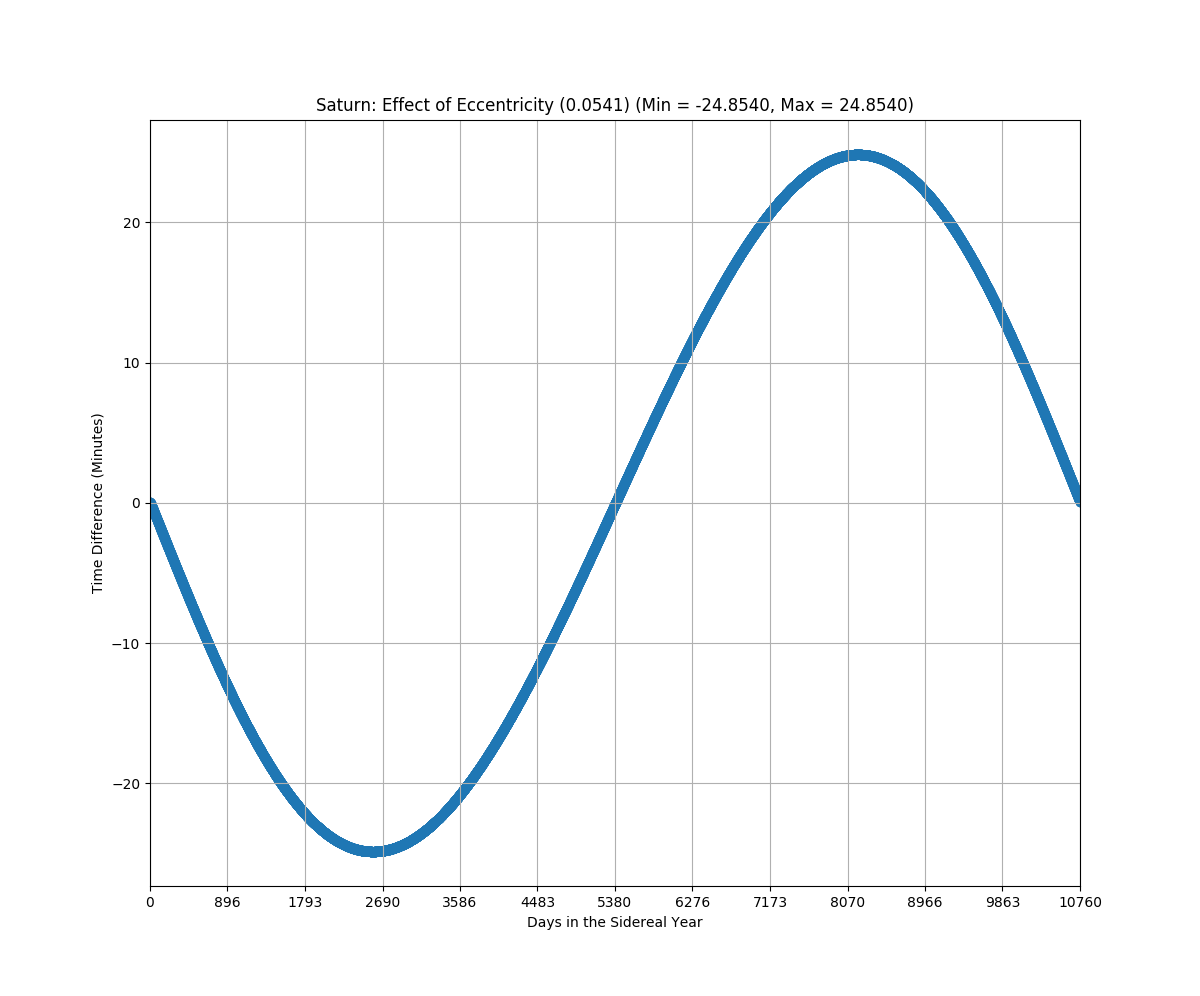 Saturn: Effect of Eccentricity (0.0541) (Min = -24.8540, Max = 24.8540)
Time Difference (Minutes)
20
10
0
−10
−20
0 896 1793 2690 3586 4483 5380 6276 7173 8070 8966 9863 10760
Days in the Sidereal Year